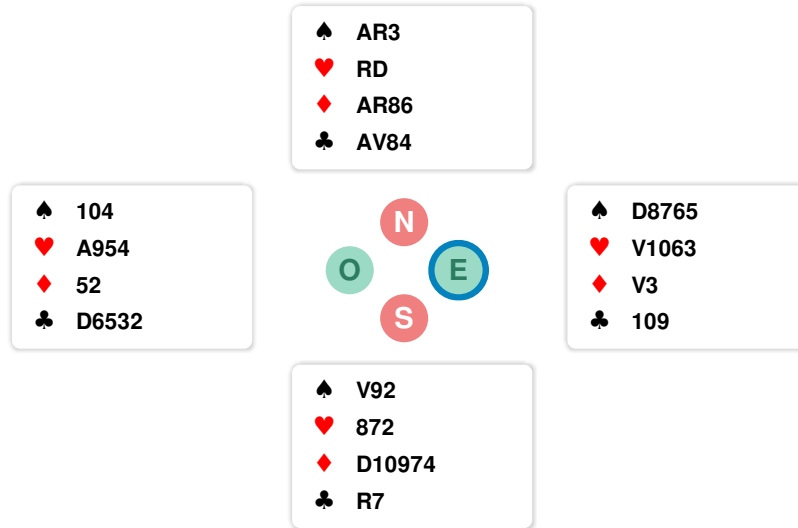 ♠ AR3
♥ RD
♦ AR86
♣ AV84
♠ 104
♥ A954
♦ 52
♣ D6532
N
O E
S
♠ D8765
♥ V1063
♦ V3
♣ 109
♠ V92
♥ 872
♦ D10974
♣ R7